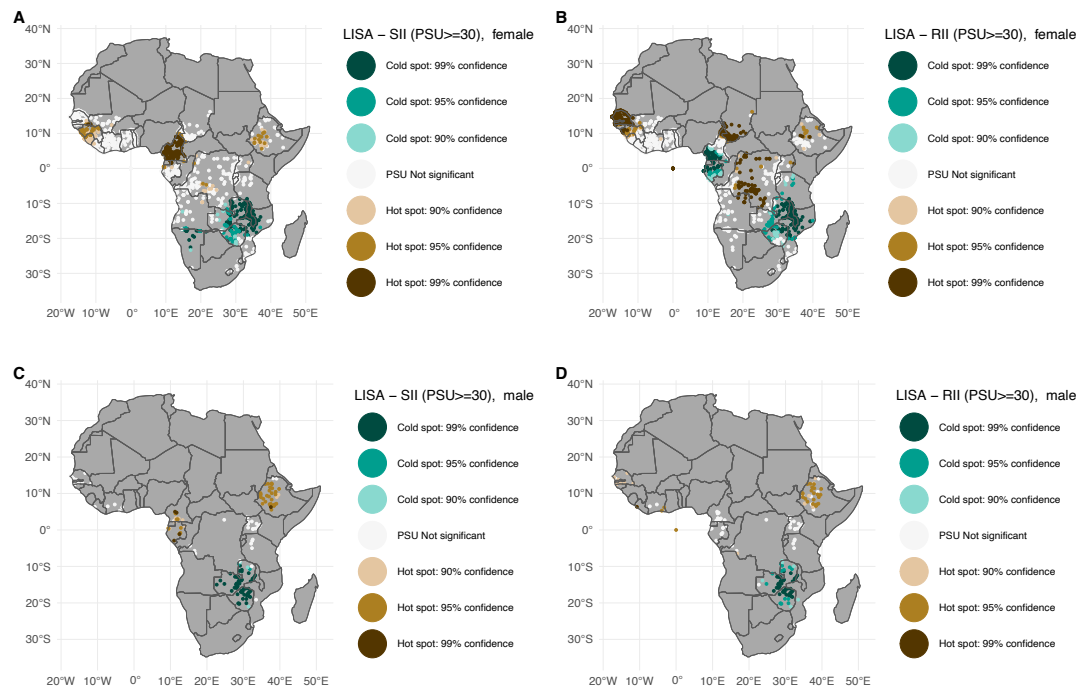 A
LISA − SII (PSU>=30), female
40°N
30°N
20°N
10°N
0°
10°S
20°S
30°S
20°W 10°W 0° 10°E 20°E 30°E 40°E 50°E
Cold spot: 99% confidence
Cold spot: 95% confidence
Cold spot: 90% confidence
PSU Not significant
Hot spot: 90% confidence
Hot spot: 95% confidence
Hot spot: 99% confidence
B
LISA − RII (PSU>=30), female
40°N
30°N
20°N
10°N
0°
10°S
20°S
30°S
20°W 10°W 0° 10°E 20°E 30°E 40°E 50°E
Cold spot: 99% confidence
Cold spot: 95% confidence
Cold spot: 90% confidence
PSU Not significant
Hot spot: 90% confidence
Hot spot: 95% confidence
Hot spot: 99% confidence
C
LISA − SII (PSU>=30), male
40°N
30°N
20°N
10°N
0°
10°S
20°S
30°S
20°W 10°W 0° 10°E 20°E 30°E 40°E 50°E
Cold spot: 99% confidence
Cold spot: 95% confidence
Cold spot: 90% confidence
PSU Not significant
Hot spot: 90% confidence
Hot spot: 95% confidence
Hot spot: 99% confidence
D
LISA − RII (PSU>=30), male
40°N
30°N
20°N
10°N
0°
10°S
20°S
30°S
20°W 10°W 0° 10°E 20°E 30°E 40°E 50°E
Cold spot: 99% confidence
Cold spot: 95% confidence
Cold spot: 90% confidence
PSU Not significant
Hot spot: 90% confidence
Hot spot: 95% confidence
Hot spot: 99% confidence